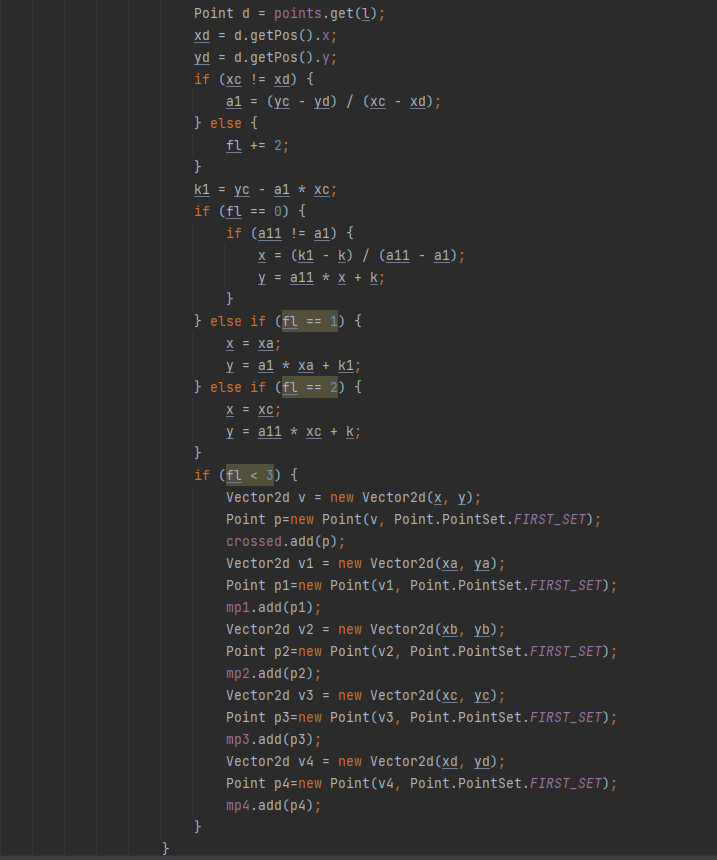 Point d = points.get(l);
xd = d.getPos().x;
yd = d.getPos().y;
if (xc != xd) {
a1 = (yc - yd) / (xc - xd);
} else {
fl += 2;
}
k1 = yc - a1 * xc;
if (fl == 0) {
if (a11 != a1) {
x = (k1 - k) / (a11 - a1);
y = a11 * x + k;
}
} else if (fl == 1) {
x = xa;
y = a1 * xa + k1;
} else if (fl == 2) {
x = xc;
y = a11 * xc + k;
}
if (fl < 3) {
Vector2d v = new Vector2d(x, y);
Point p=new Point(v, Point.PointSet.FIRST_SET);
crossed.add(p);
Vector2d v1 = new Vector2d(xa, ya);
Point p1=new Point(v1, Point.PointSet.FIRST_SET);
mp1.add(p1);
Vector2d v2 = new Vector2d(xb, yb);
Point p2=new Point(v2, Point.PointSet.FIRST_SET);
mp2.add(p2);
Vector2d v3 = new Vector2d(xc, yc);
Point p3=new Point(v3, Point.PointSet.FIRST_SET);
mp3.add(p3);
Vector2d v4 = new Vector2d(xd, yd);
Point p4=new Point(v4, Point.PointSet.FIRST_SET);
mp4.add(p4);
}
}